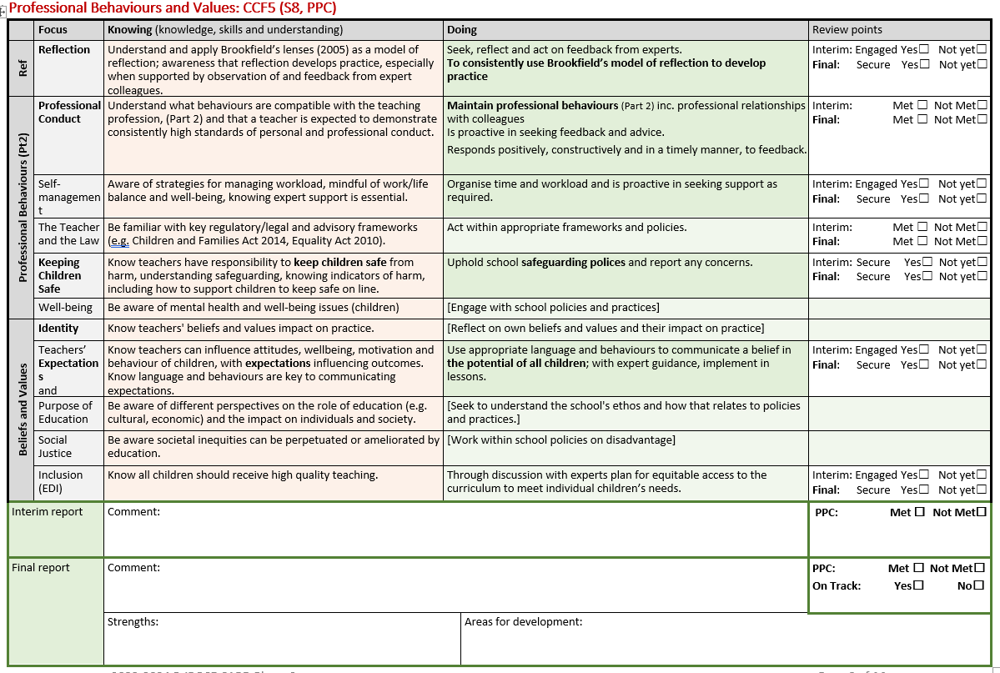 Professional Behaviours and Values: CCF5 (S8, PPC)
Focus
Knowing (knowledge, skills and understanding)
Doing
Review points
Ref
Reflection
Understand and apply Brookfield's lenses (2005) as a model of
reflection; awareness that reflection develops practice, especially
when supported by observation of and feedback from expert
colleagues.
Seek, reflect and act on feedback from experts.
To consistently use Brookfield's model of reflection to develop
practice
Interim: Engaged Yes☐ Not yet☐
Final: Secure Yes☐ Not yet☐
Professional Behaviours (Pt2)
Professional
Conduct
Understand what behaviours are compatible with the teaching
profession, (Part 2) and that a teacher is expected to demonstrate
consistently high standards of personal and professional conduct.
Maintain professional behaviours (Part 2) inc. professional relationships
with colleagues
Is proactive in seeking feedback and advice.
Responds positively, constructively and in a timely manner, to feedback.
Interim: Met ☐ Not Met☐
Final: Met ☐ Not Met☐
Self-
managemen
t
Aware of strategies for managing workload, mindful of work/life
balance and well-being, knowing expert support is essential.
Organise time and workload and is proactive in seeking support as
required.
Interim: Engaged Yes☐ Not yet☐
Final: Secure Yes☐ Not yet☐
The Teacher
and the Law
Be familiar with key regulatory/legal and advisory frameworks
(e.g. Children and Families Act 2014, Equality Act 2010).
Act within appropriate frameworks and policies.
Interim: Met ☐ Not Met☐
Final: Met ☐ Not Met☐
Keeping
Children
Safe
Know teachers have responsibility to keep children safe from
harm, understanding safeguarding, knowing indicators of harm,
including how to support children to keep safe on line.
Uphold school safeguarding polices and report any concerns.
Interim: Secure Yes☐ Not yet☐
Final: Secure Yes☐ Not yet☐
Well-being
Be aware of mental health and well-being issues (children)
[Engage with school policies and practices]
Beliefs and Values
Identity
Know teachers' beliefs and values impact on practice.
[Reflect on own beliefs and values and their impact on practice]
Teachers'
Expectation
s
and
Know teachers can influence attitudes, wellbeing, motivation and
behaviour of children, with expectations influencing outcomes.
Know language and behaviours are key to communicating
expectations.
Use appropriate language and behaviours to communicate a belief in
the potential of all children; with expert guidance, implement in
lessons.
Interim: Engaged Yes☐ Not yet☐
Final: Secure Yes☐ Not yet☐
Purpose of
Education
Be aware of different perspectives on the role of education (e.g.
cultural, economic) and the impact on individuals and society.
[Seek to understand the school's ethos and how that relates to policies
and practices.]
Social
Justice
Be aware societal inequities can be perpetuated or ameliorated by
education.
[Work within school policies on disadvantage]
Inclusion
(EDI)
Know all children should receive high quality teaching.
Through discussion with experts plan for equitable access to the
curriculum to meet individual children's needs.
Interim: Engaged Yes☐ Not yet☐
Final: Secure Yes☐ Not yet☐
Interim report
Comment:
PPC: Met ☐ Not Met☐
Final report
Comment:
PPC: Met ☐ Not Met☐
On Track: Yes☐ No☐
Strengths:
Areas for development: